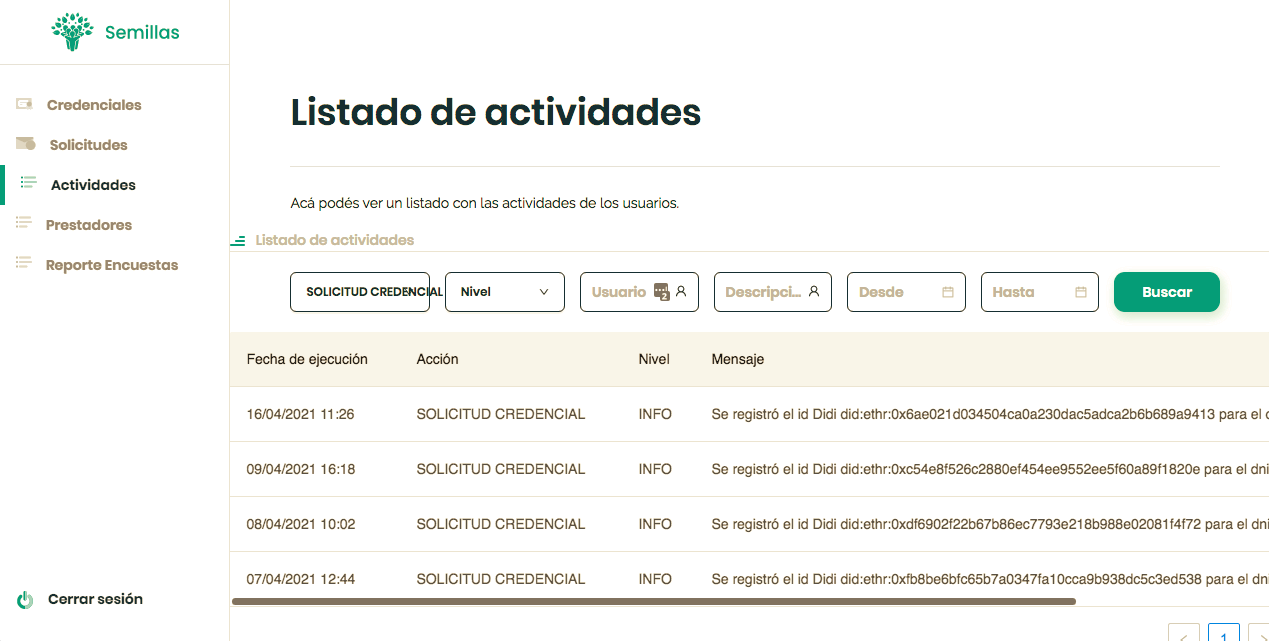 Semillas
Credenciales
Solicitudes
Actividades
Prestadores
Reporte Encuestas
Cerrar sesión
Listado de actividades
Acá podés ver un listado con las actividades de los usuarios.
Listado de actividades
SOLICITUD CREDENCIAL Nivel Usuario 2 Descripci... Desde Hasta Buscar
Fecha de ejecución Acción Nivel Mensaje
16/04/2021 11:26 SOLICITUD CREDENCIAL INFO Se registró el id Didi did:ethr:0x6ae021d034504ca0a230dac5adca2b6b689a9413 para el
09/04/2021 16:18 SOLICITUD CREDENCIAL INFO Se registró el id Didi did:ethr:0xc54e8f526c2880ef454ee9552ee5f60a89f1820e para el dni
08/04/2021 10:02 SOLICITUD CREDENCIAL INFO Se registró el id Didi did:ethr:0xdf6902f22b67b86ec7793e218b988e02081f4f72 para el dni
07/04/2021 12:44 SOLICITUD CREDENCIAL INFO Se registró el id Didi did:ethr:0xfb8be6bfc65b7a0347fa10cca9b938dc5c3ed538 para el dni
1